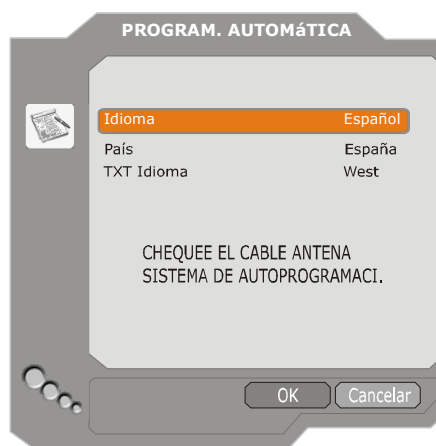 PROGRAM. AUTOMáTICA
Idioma Español
País España
TXT Idioma West
CHEQUEE EL CABLE ANTENA
SISTEMA DE AUTOPROGRAMACI.
OK Cancelar